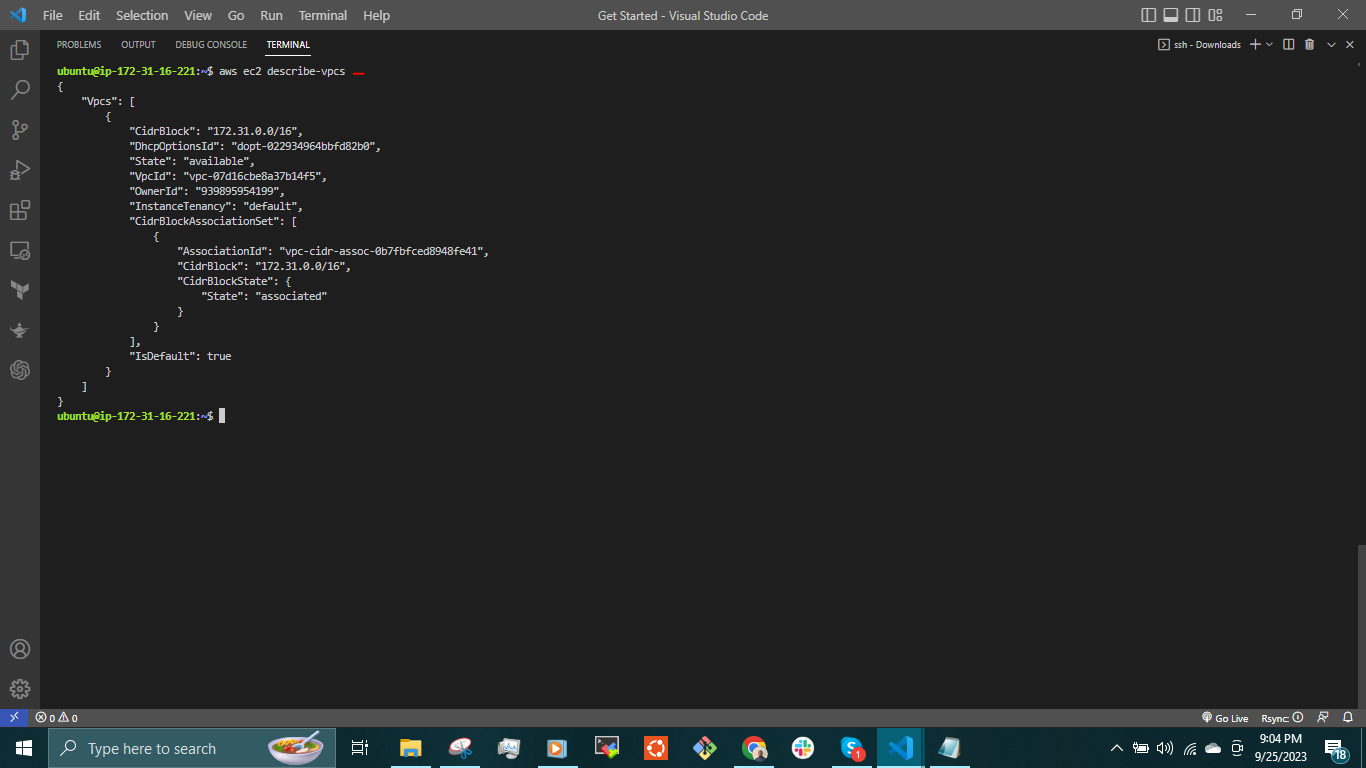 File Edit Selection View Go Run Terminal Help Get Started - Visual Studio Code
PROBLEMS OUTPUT DEBUG CONSOLE TERMINAL ssh - Downloads
ubuntu@ip-172-31-16-221:~$ aws ec2 describe-vpcs
{
    "Vpcs": [
        {
            "CidrBlock": "172.31.0.0/16",
            "DhcpOptionsId": "dopt-022934964bbfd82b0",
            "State": "available",
            "VpcId": "vpc-07d16cbe8a37b14f5",
            "OwnerId": "939895954199",
            "InstanceTenancy": "default",
            "CidrBlockAssociationSet": [
                {
                    "AssociationId": "vpc-cidr-assoc-0b7fbfced8948fe41",
                    "CidrBlock": "172.31.0.0/16",
                    "CidrBlockState": {
                        "State": "associated"
                    }
                }
            ],
            "IsDefault": true
        }
    ]
}
ubuntu@ip-172-31-16-221:~$
0 0 Go Live Rsync:
Type here to search 1 9:04 PM
9/25/2023 18